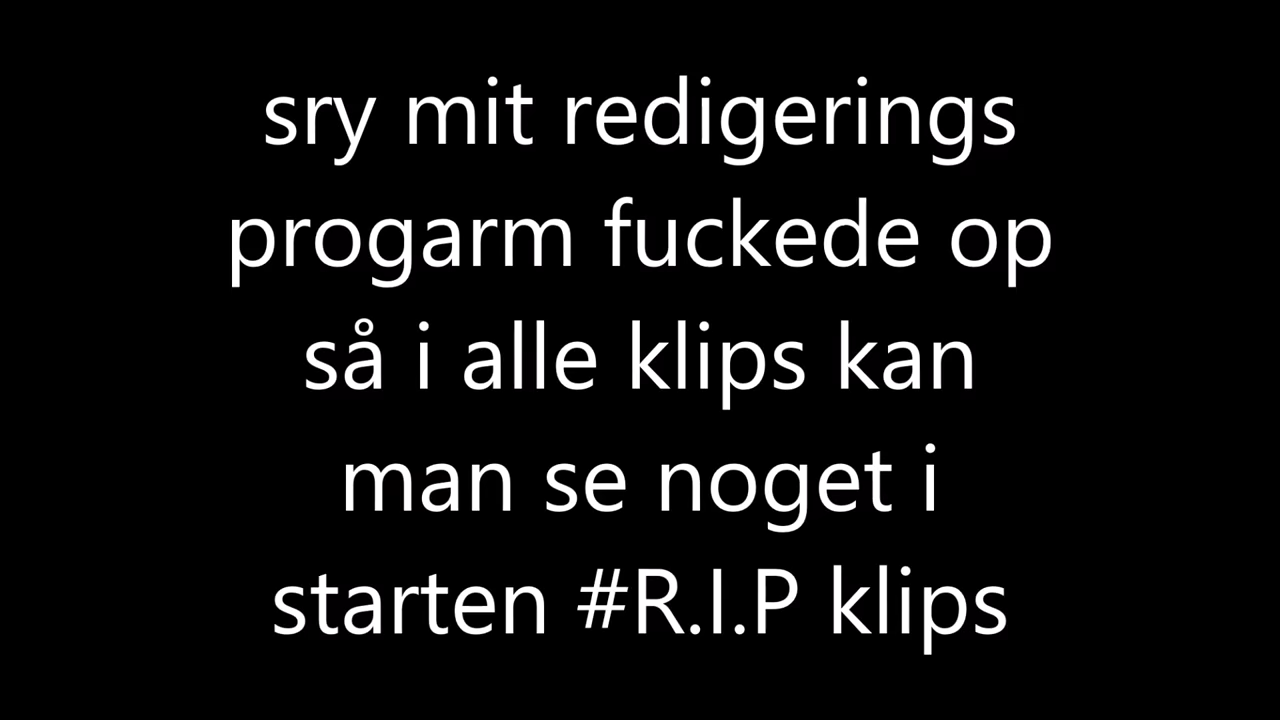 sry mit redigerings
progarm fuckede op
så i alle klips kan
man se noget i
starten #R.I.P klips